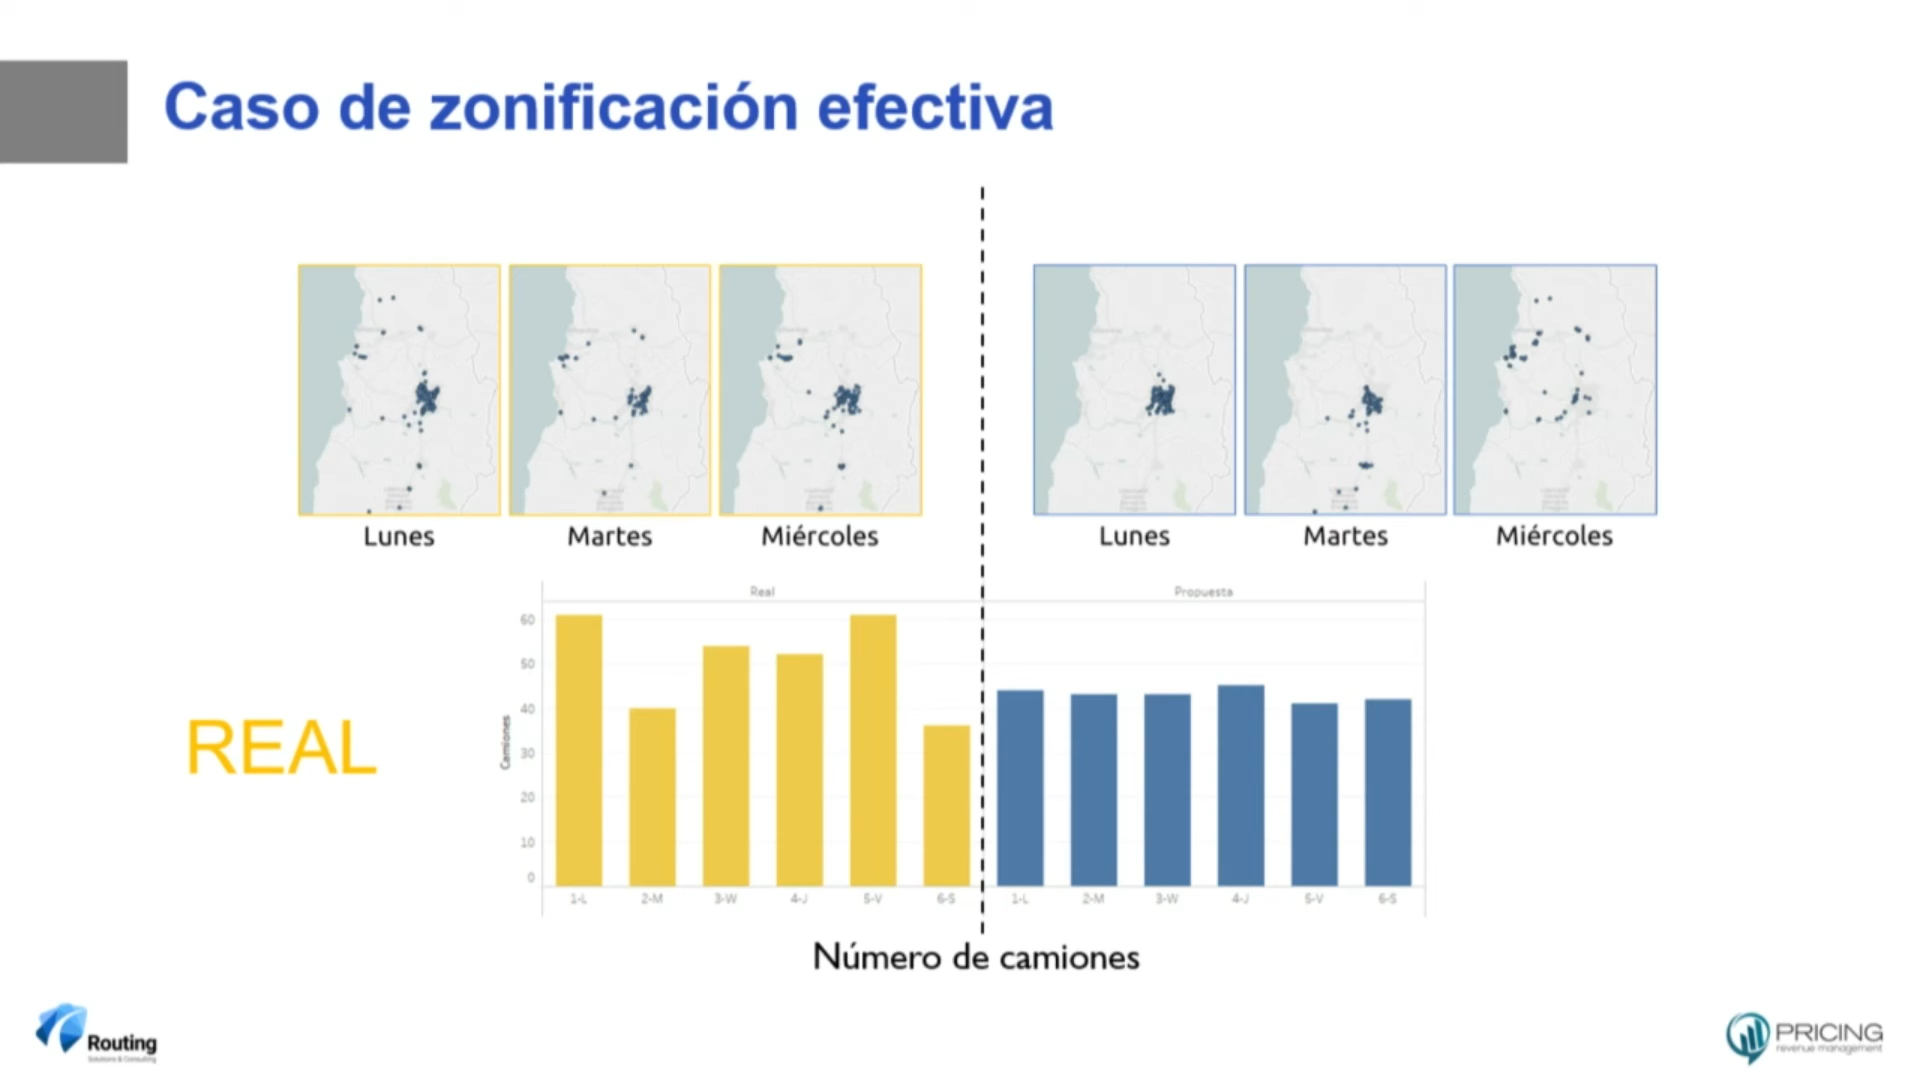 Caso de zonificación efectiva
Lunes
Martes
Miércoles
Lunes
Martes
Miércoles
Real
Propuesta
60
50
40
30
20
10
0
Camiones
REAL
1-L
2-M
3-W
4-J
5-V
6-S
1-L
2-M
3-W
4-J
5-V
6-S
Número de camiones
Routing
Solutions & Consulting
PRICING
revenue management